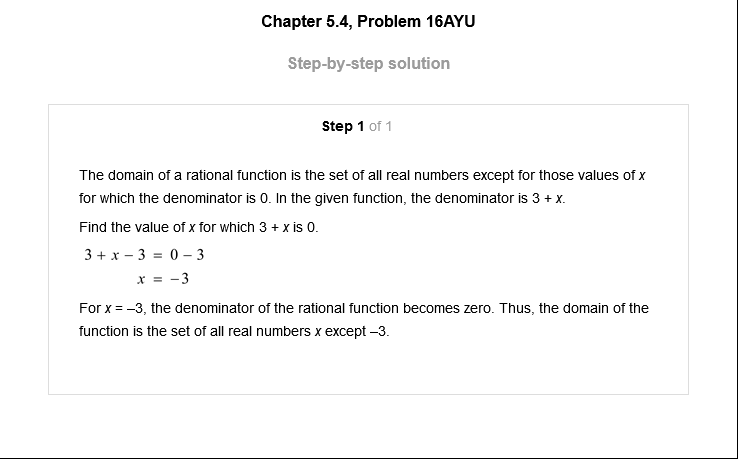 Chapter 5.4, Problem 16AYU
Step-by-step solution
Step 1 of 1
The domain of a rational function is the set of all real numbers except for those values of x
for which the denominator is 0. In the given function, the denominator is 3 + x.
Find the value of x for which 3 + x is 0.
3 + x – 3 = 0 – 3
x = –3
For x = –3, the denominator of the rational function becomes zero. Thus, the domain of the
function is the set of all real numbers x except –3.